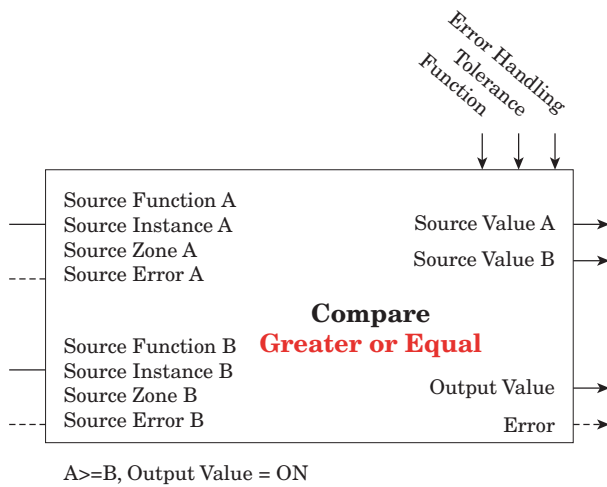 Error Handling
Tolerance
Function
Source Function A
Source Instance A
Source Zone A
Source Error A
Source Value A
Source Value B
Compare
Greater or Equal
Source Function B
Source Instance B
Source Zone B
Source Error B
Output Value
Error
A>=B, Output Value = ON